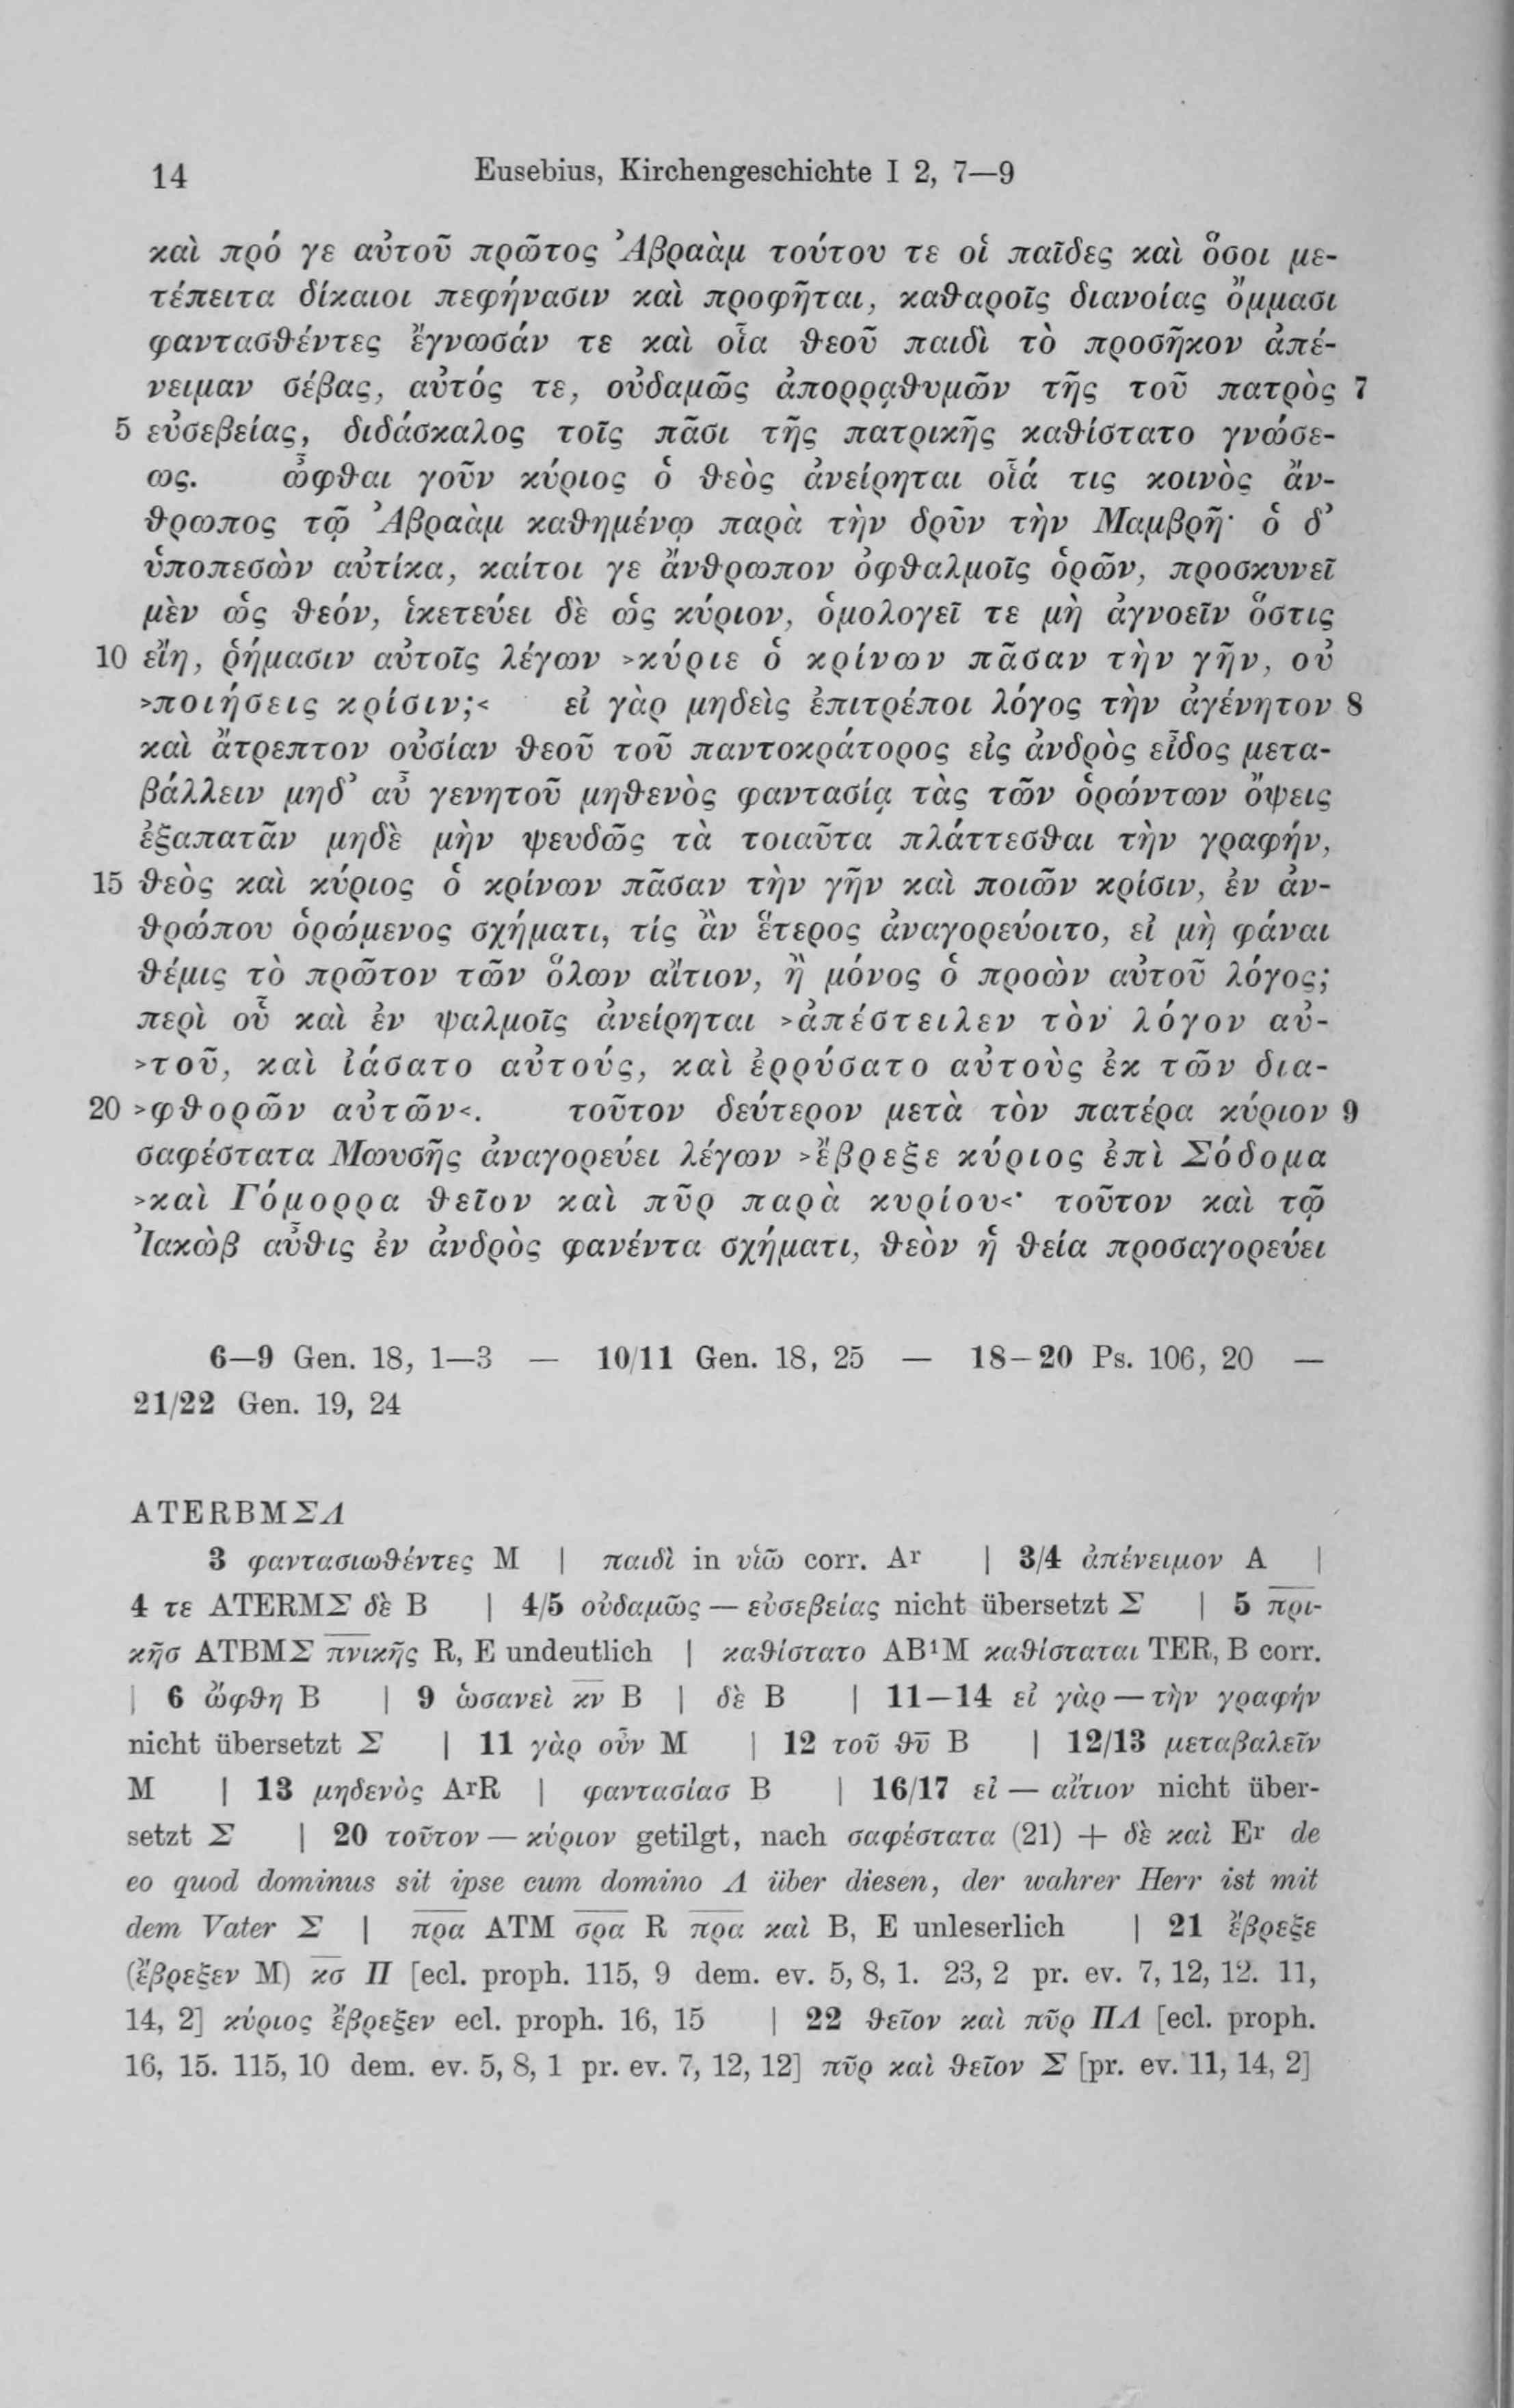 14 Eusebius, Kirchengeschichte I 2, 7—9
καὶ πρό γε αὐτοῦ πρῶτος Ἀβραὰμ τούτου τε οἱ παῖδες καὶ ὅσοι με-
τέπειτα δίκαιοι πεφήνασιν καὶ προφῆται, καθαροῖς διανοίας ὄμμασι
φαντασθέντες ἔγνωσάν τε καὶ οἷα θεοῦ παιδὶ τὸ προσῆκον ἀπέ-
νειμαν σέβας, αὐτός τε, οὐδαμῶς ἀπορρᾳθυμῶν τῆς τοῦ πατρὸς 7
5 εὐσεβείας, διδάσκαλος τοῖς πᾶσι τῆς πατρικῆς καθίστατο γνώσε-
ως. ὦφθαι γοῦν κύριος ὁ θεὸς ἀνείρηται οἷά τις κοινὸς ἄν-
θρωπος τῷ Ἀβραὰμ καθημένῳ παρὰ τὴν δρῦν τὴν Μαμβρῆ· ὁ δ’
ὑποπεσὼν αὐτίκα, καίτοι γε ἄνθρωπον ὀφθαλμοῖς ὁρῶν, προσκυνεῖ
μὲν ὡς θεόν, ἱκετεύει δὲ ὡς κύριον, ὁμολογεῖ τε μὴ ἀγνοεῖν ὅστις
10 εἴη, ῥήμασιν αὐτοῖς λέγων >κύριε ὁ κρίνων πᾶσαν τὴν γῆν, οὐ
>ποιήσεις κρίσιν;< εἰ γὰρ μηδεὶς ἐπιτρέποι λόγος τὴν ἀγένητον 8
καὶ ἄτρεπτον οὐσίαν θεοῦ τοῦ παντοκράτορος εἰς ἀνδρὸς εἶδος μετα-
βάλλειν μηδ’ αὖ γενητοῦ μηθενὸς φαντασίᾳ τὰς τῶν ὁρώντων ὄψεις
ἐξαπατᾶν μηδὲ μὴν ψευδῶς τὰ τοιαῦτα πλάττεσθαι τὴν γραφήν,
15 θεὸς καὶ κύριος ὁ κρίνων πᾶσαν τὴν γῆν καὶ ποιῶν κρίσιν, ἐν ἀν-
θρώπου ὁρώμενος σχήματι, τίς ἂν ἕτερος ἀναγορεύοιτο, εἰ μὴ φάναι
θέμις τὸ πρῶτον τῶν ὅλων αἴτιον, ἢ μόνος ὁ προὼν αὐτοῦ λόγος;
περὶ οὗ καὶ ἐν ψαλμοῖς ἀνείρηται >ἀπέστειλεν τὸν λόγον αὐ-
>τοῦ, καὶ ἰάσατο αὐτούς, καὶ ἐρρύσατο αὐτοὺς ἐκ τῶν δια-
20 >φθορῶν αὐτῶν<. τοῦτον δεύτερον μετὰ τὸν πατέρα κύριον 9
σαφέστατα Μωυσῆς ἀναγορεύει λέγων >ἔβρεξε κύριος ἐπὶ Σόδομα
>καὶ Γόμορρα θεῖον καὶ πῦρ παρὰ κυρίου<· τοῦτον καὶ τῷ
Ἰακὼβ αὖθις ἐν ἀνδρὸς φανέντα σχήματι, θεὸν ἡ θεία προσαγορεύει
6—9 Gen. 18, 1—3 — 10/11 Gen. 18, 25 — 18—20 Ps. 106, 20 —
21/22 Gen. 19, 24
ATERBMΣΛ
3 φαντασιωθέντες M | παιδὶ in υἱῶ corr. Aʳ | 3/4 ἀπένειμον A |
4 τε ATERMΣ δὲ B | 4/5 οὐδαμῶς — εὐσεβείας nicht übersetzt Σ | 5 π̅ρ̅ι̅-
κῆσ ATBMΣ π̅ν̅ι̅κῆς R, E undeutlich | καθίστατο AB¹M καθίσταται TER, B corr.
| 6 ὤφθη B | 9 ὡσανεὶ κ̅ν̅ B | δὲ B | 11—14 εἰ γὰρ — τὴν γραφήν
nicht übersetzt Σ | 11 γὰρ οὖν M | 12 τοῦ θ̅υ̅ B | 12/13 μεταβαλεῖν
M | 13 μηδενὸς AʳR | φαντασίασ B | 16/17 εἰ — αἴτιον nicht über-
setzt Σ | 20 τοῦτον — κύριον getilgt, nach σαφέστατα (21) + δὲ καὶ Eʳ de
eo quod dominus sit ipse cum domino Λ über diesen, der wahrer Herr ist mit
dem Vater Σ | π̅ρ̅α̅ ATM σ̅ρ̅α̅ R π̅ρ̅α̅ καὶ B, E unleserlich | 21 ἔβρεξε
(ἔβρεξεν M) κ̅σ̅ Π [ecl. proph. 115, 9 dem. ev. 5, 8, 1. 23, 2 pr. ev. 7, 12, 12. 11,
14, 2] κύριος ἔβρεξεν ecl. proph. 16, 15 | 22 θεῖον καὶ πῦρ ΠΛ [ecl. proph.
16, 15. 115, 10 dem. ev. 5, 8, 1 pr. ev. 7, 12, 12] πῦρ καὶ θεῖον Σ [pr. ev. 11, 14, 2]